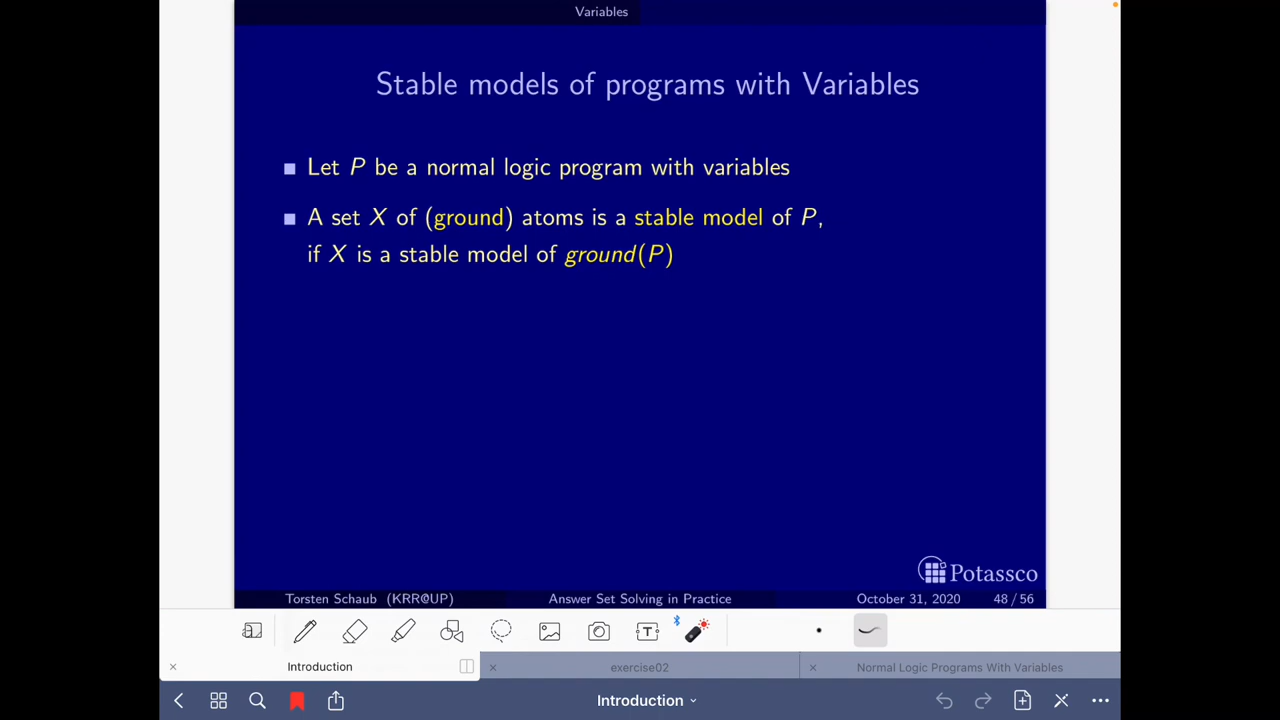 Variables
Stable models of programs with Variables
Let P be a normal logic program with variables
A set X of (ground) atoms is a stable model of P,
if X is a stable model of ground(P)
Potassco
Torsten Schaub (KRR@UP) Answer Set Solving in Practice October 31, 2020 48 / 56
T
Introduction exercise02 Normal Logic Programs With Variables
Introduction